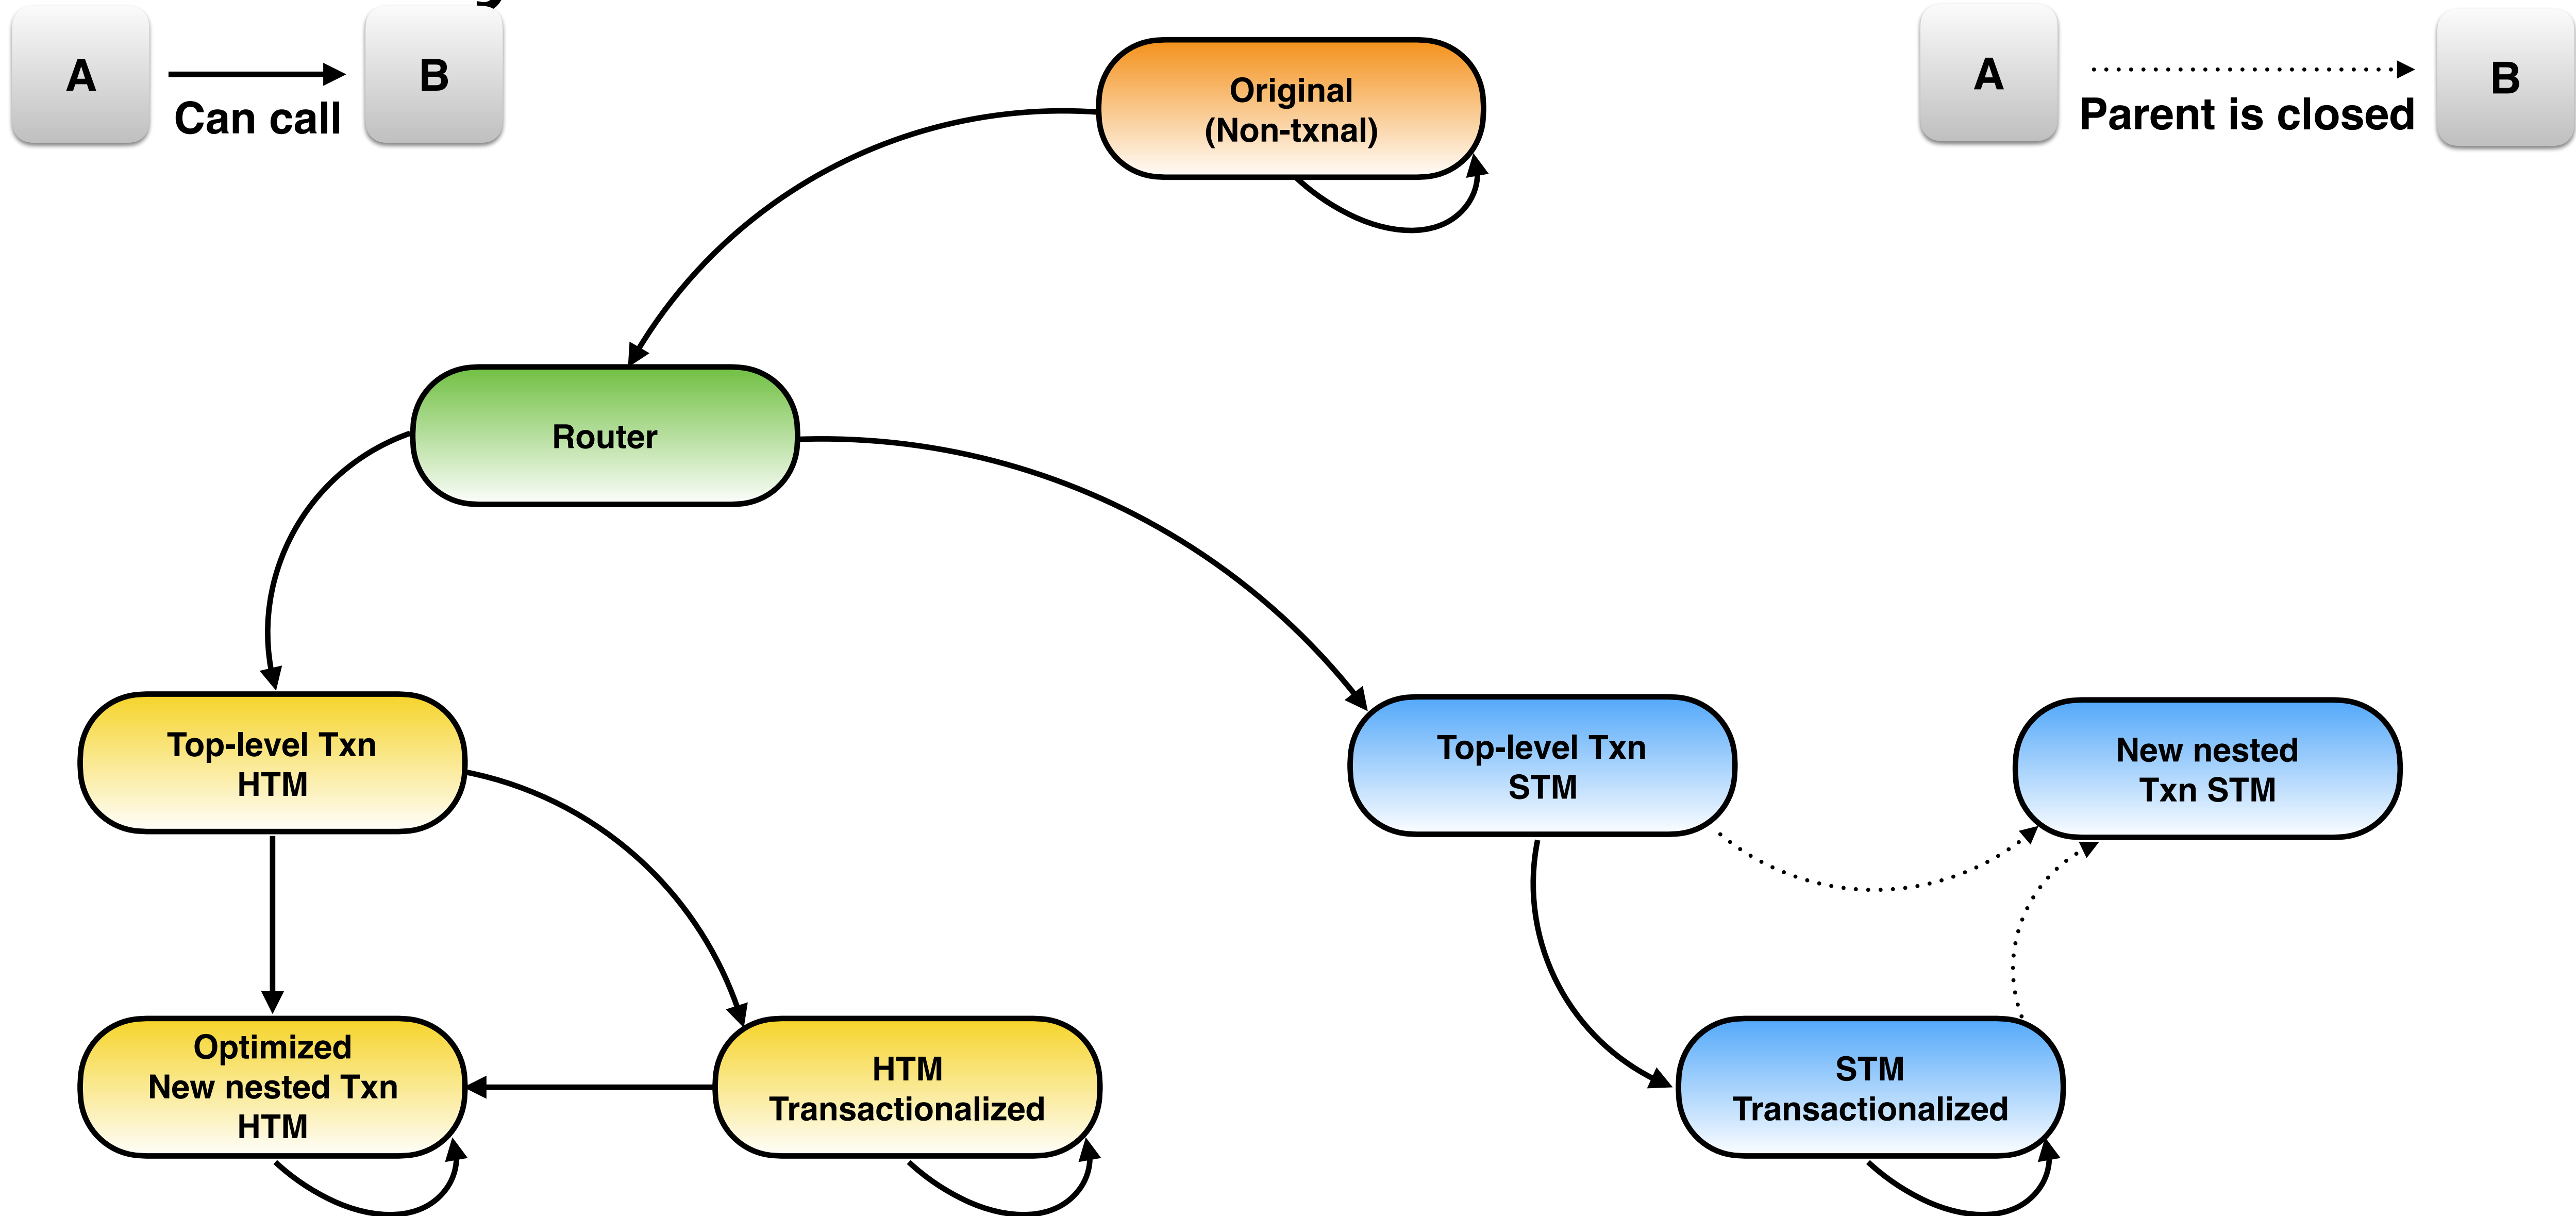 A
Can call
B
A
Parent is closed
B
Original
(Non-txnal)
Router
Top-level Txn
HTM
Top-level Txn
STM
New nested
Txn STM
Optimized
New nested Txn
HTM
HTM
Transactionalized
STM
Transactionalized